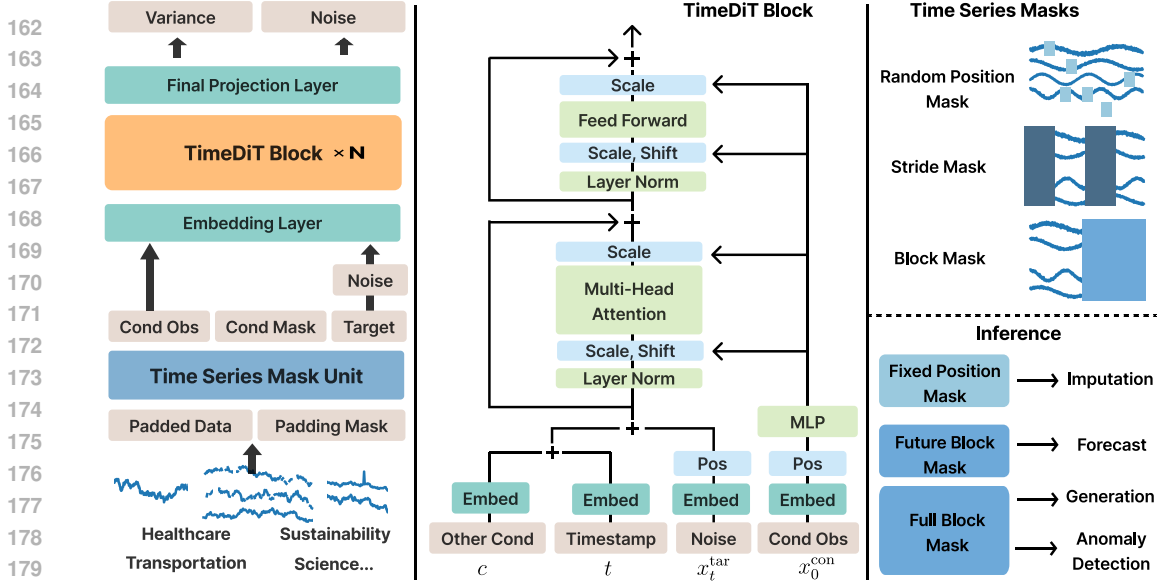 162
163
164
165
166
167
168
169
170
171
172
173
174
175
176
177
178
179
Variance
Noise
Final Projection Layer
TimeDiT Block × N
Embedding Layer
Noise
Cond Obs
Cond Mask
Target
Time Series Mask Unit
Padded Data
Padding Mask
Healthcare
Sustainability
Transportation
Science...
TimeDiT Block
+
Scale
Feed Forward
Scale, Shift
Layer Norm
+
Scale
Multi-Head
Attention
Scale, Shift
Layer Norm
+
MLP
+
Pos
Pos
Embed
Embed
Embed
Embed
Other Cond
Timestamp
Noise
Cond Obs
c
t
x_t^tar
x_0^con
Time Series Masks
Random Position
Mask
Stride Mask
Block Mask
Inference
Fixed Position
Mask
Imputation
Future Block
Mask
Forecast
Full Block
Mask
Generation
Anomaly
Detection